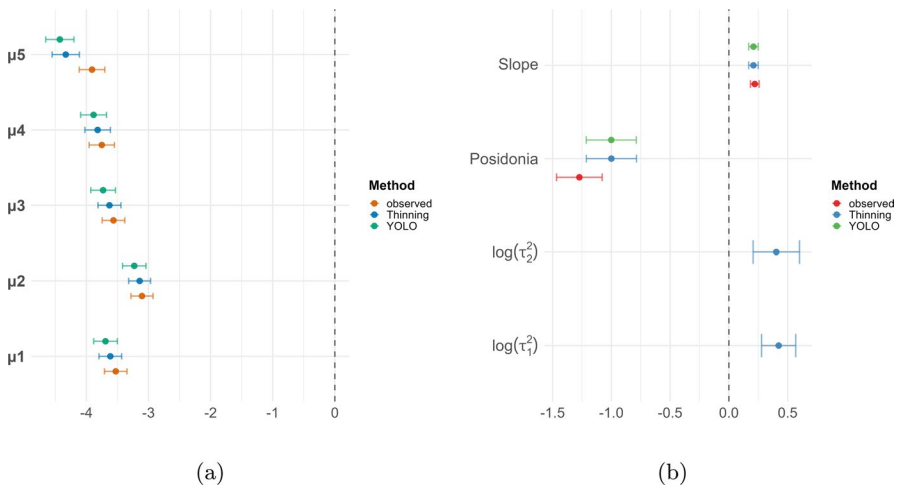 μ5
μ4
μ3
μ2
μ1
-4
-3
-2
-1
0
Method
observed
Thinning
YOLO
(a)
Slope
Posidonia
log(τ₂²)
log(τ₁²)
-1.5
-1.0
-0.5
0.0
0.5
Method
observed
Thinning
YOLO
(b)